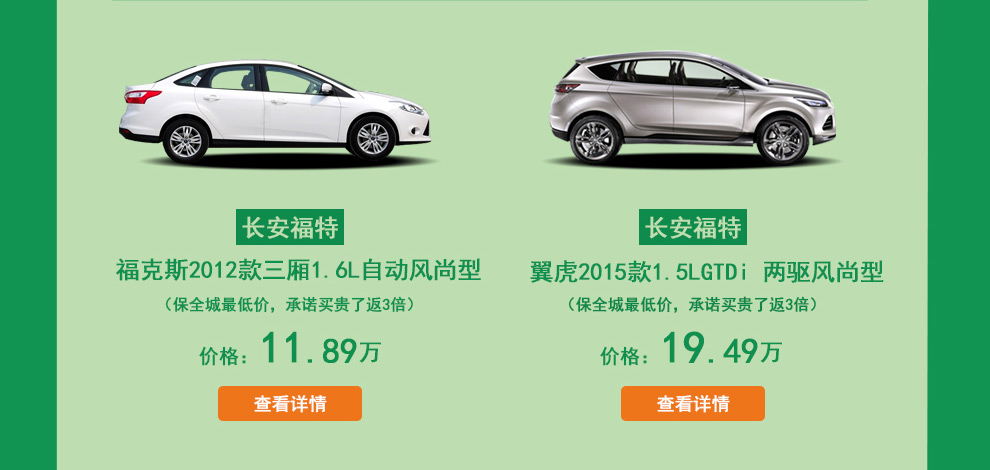 长安福特
福克斯2012款三厢1.6L自动风尚型
（保全城最低价，承诺买贵了返3倍）
价格：11.89万
查看详情
长安福特
翼虎2015款1.5LGTDi 两驱风尚型
（保全城最低价，承诺买贵了返3倍）
价格：19.49万
查看详情